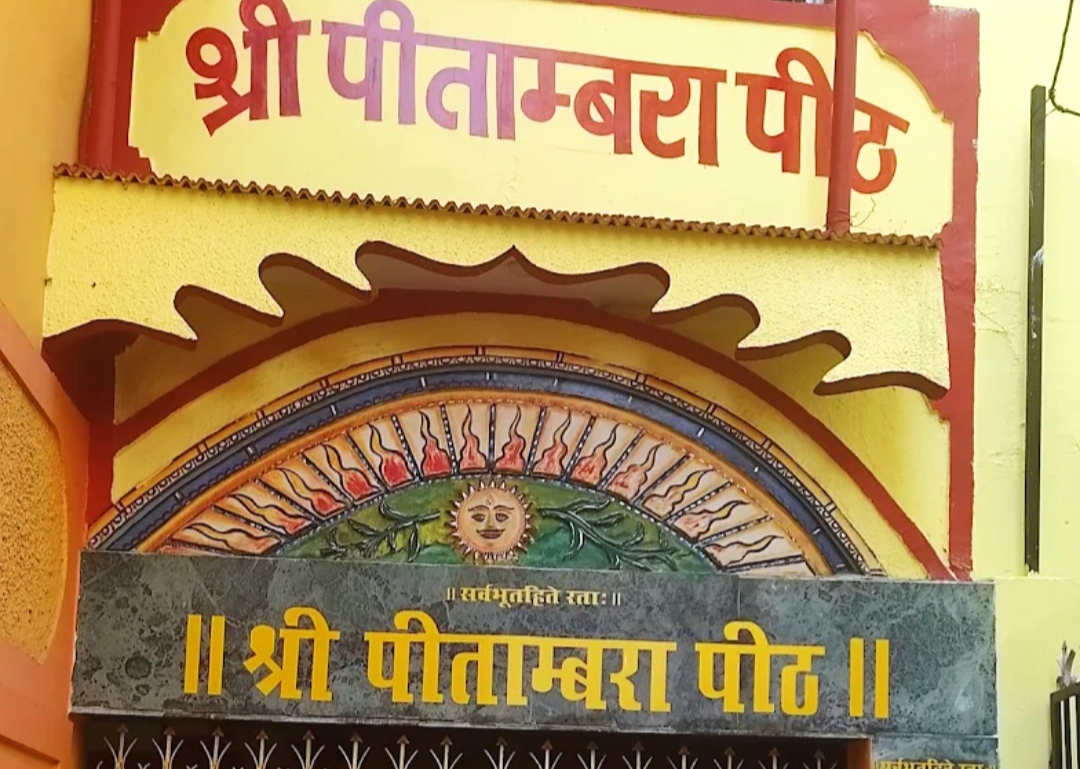 श्री पीताम्बरा पीठ
॥ सर्वभूतहिते रताः ॥
॥ श्री पीताम्बरा पीठ ॥